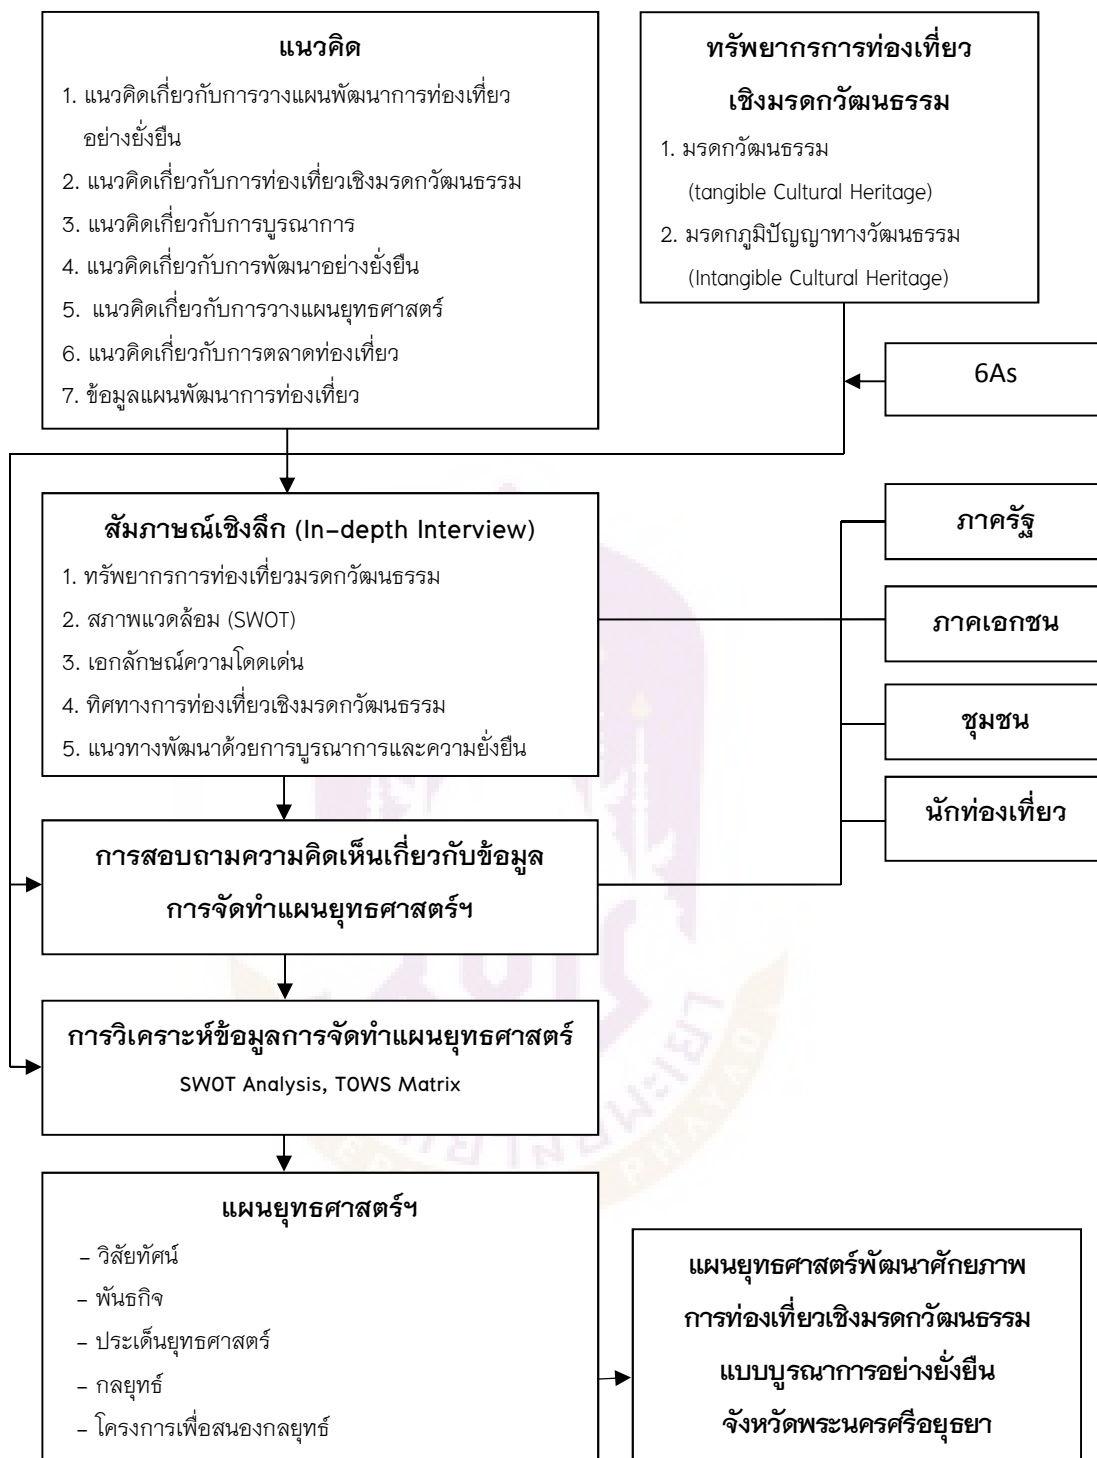 แนวคิด
1. แนวคิดเกี่ยวกับการวางแผนพัฒนาการท่องเที่ยว
อย่างยั่งยืน
2. แนวคิดเกี่ยวกับการท่องเที่ยวเชิงมรดกวัฒนธรรม
3. แนวคิดเกี่ยวกับการบูรณาการ
4. แนวคิดเกี่ยวกับการพัฒนาอย่างยั่งยืน
5. แนวคิดเกี่ยวกับการวางแผนยุทธศาสตร์
6. แนวคิดเกี่ยวกับการตลาดท่องเที่ยว
7. ข้อมูลแผนพัฒนาการท่องเที่ยว
ทรัพยากรการท่องเที่ยว
เชิงมรดกวัฒนธรรม
1. มรดกวัฒนธรรม
(tangible Cultural Heritage)
2. มรดกภูมิปัญญาทางวัฒนธรรม
(Intangible Cultural Heritage)
6As
สัมภาษณ์เชิงลึก (In-depth Interview)
1. ทรัพยากรการท่องเที่ยวมรดกวัฒนธรรม
2. สภาพแวดล้อม (SWOT)
3. เอกลักษณ์ความโดดเด่น
4. ทิศทางการท่องเที่ยวเชิงมรดกวัฒนธรรม
5. แนวทางพัฒนาด้วยการบูรณาการและความยั่งยืน
ภาครัฐ
ภาคเอกชน
ชุมชน
นักท่องเที่ยว
การสอบถามความคิดเห็นเกี่ยวกับข้อมูล
การจัดทำแผนยุทธศาสตร์ฯ
การวิเคราะห์ข้อมูลการจัดทำแผนยุทธศาสตร์
SWOT Analysis, TOWS Matrix
แผนยุทธศาสตร์ฯ
- วิสัยทัศน์
- พันธกิจ
- ประเด็นยุทธศาสตร์
- กลยุทธ์
- โครงการเพื่อสนองกลยุทธ์
แผนยุทธศาสตร์พัฒนาศักยภาพ
การท่องเที่ยวเชิงมรดกวัฒนธรรม
แบบบูรณาการอย่างยั่งยืน
จังหวัดพระนครศรีอยุธยา